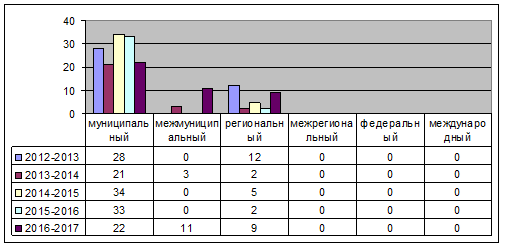 40
30
20
10
0
муниципаль межмуницип региональн межрегиона федеральн междунаро
ный альный ый льный ый дный
2012-2013 28 0 12 0 0 0
2013-2014 21 3 2 0 0 0
2014-2015 34 0 5 0 0 0
2015-2016 33 0 2 0 0 0
2016-2017 22 11 9 0 0 0